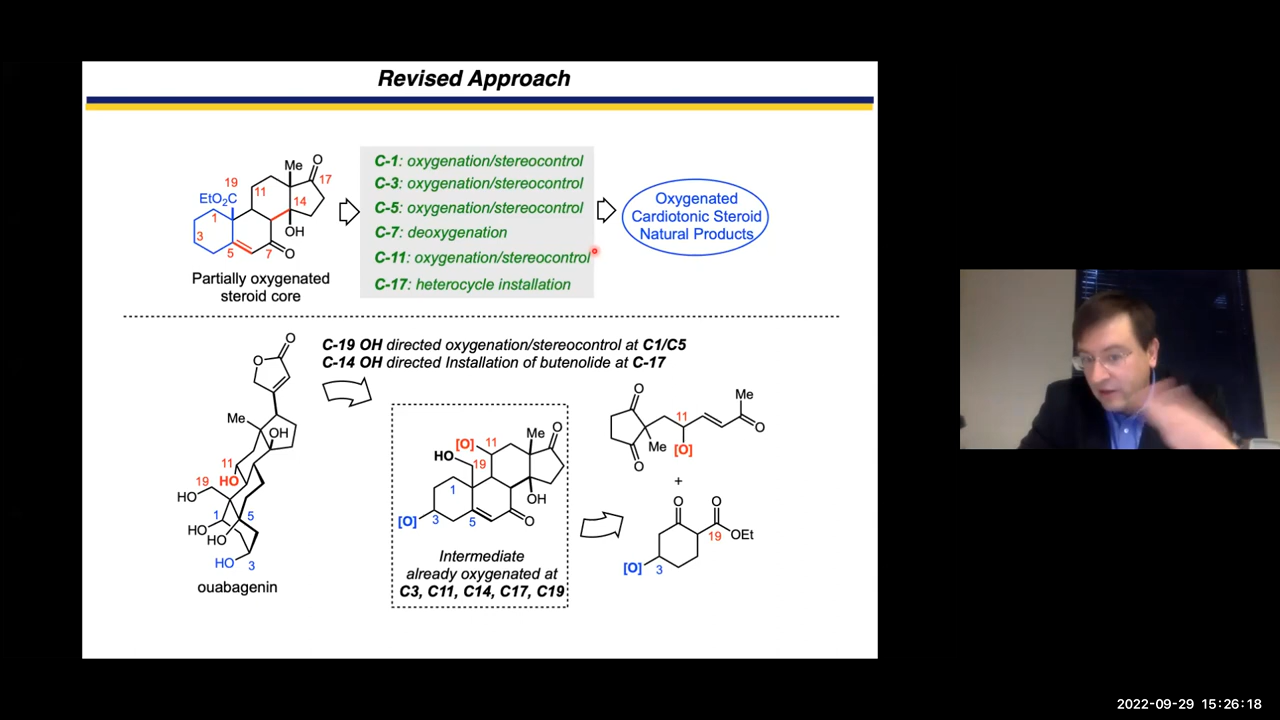 Revised Approach
Me
O
17
19
EtO₂C
11
14
1
OH
3
5
7
O
Partially oxygenated
steroid core
C-1: oxygenation/stereocontrol
C-3: oxygenation/stereocontrol
C-5: oxygenation/stereocontrol
C-7: deoxygenation
C-11: oxygenation/stereocontrol
C-17: heterocycle installation
Oxygenated
Cardiotonic Steroid
Natural Products
C-19 OH directed oxygenation/stereocontrol at C1/C5
C-14 OH directed Installation of butenolide at C-17
O
O
Me
OH
11
HO
19
HO
1
5
HO
HO
HO
3
ouabagenin
[O]
11
Me
O
HO
19
1
OH
[O]
3
5
O
Intermediate
already oxygenated at
C3, C11, C14, C17, C19
O
11
Me
O
Me
[O]
O
+
O
O
OEt
19
[O]
3
2022-09-29 15:26:18